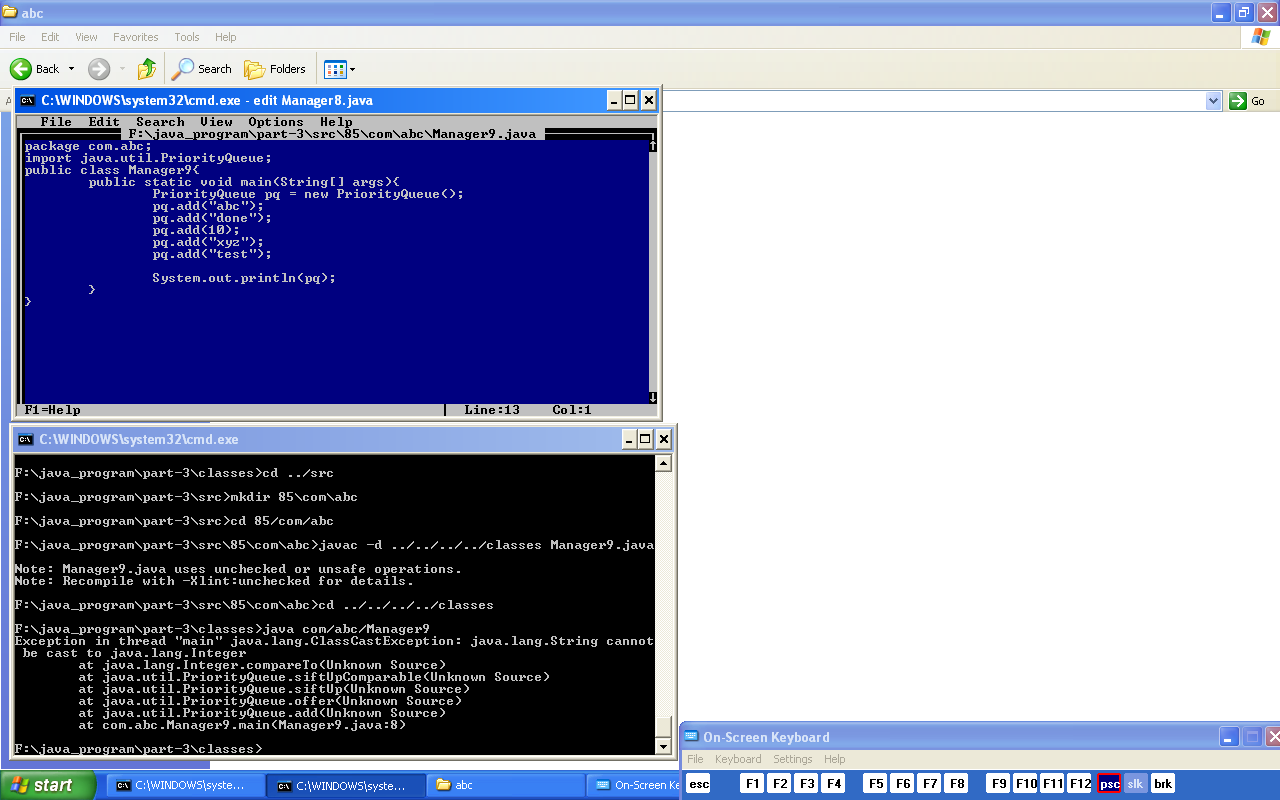 abc
File Edit View Favorites Tools Help
Back Search Folders
Go
C:\WINDOWS\system32\cmd.exe - edit Manager8.java
File Edit Search View Options Help
F:\java_program\part-3\src\85\com\abc\Manager9.java
package com.abc;
import java.util.PriorityQueue;
public class Manager9{
public static void main(String[] args){
PriorityQueue pq = new PriorityQueue();
pq.add("abc");
pq.add("done");
pq.add(10);
pq.add("xyz");
pq.add("test");
System.out.println(pq);
}
}
F1=Help Line:13 Col:1
C:\WINDOWS\system32\cmd.exe
F:\java_program\part-3\classes>cd ../src
F:\java_program\part-3\src>mkdir 85\com\abc
F:\java_program\part-3\src>cd 85/com/abc
F:\java_program\part-3\src\85\com\abc>javac -d ../../../../classes Manager9.java
Note: Manager9.java uses unchecked or unsafe operations.
Note: Recompile with -Xlint:unchecked for details.
F:\java_program\part-3\src\85\com\abc>cd ../../../../classes
F:\java_program\part-3\classes>java com/abc/Manager9
Exception in thread "main" java.lang.ClassCastException: java.lang.String cannot
be cast to java.lang.Integer
at java.lang.Integer.compareTo(Unknown Source)
at java.util.PriorityQueue.siftUpComparable(Unknown Source)
at java.util.PriorityQueue.siftUp(Unknown Source)
at java.util.PriorityQueue.offer(Unknown Source)
at java.util.PriorityQueue.add(Unknown Source)
at com.abc.Manager9.main(Manager9.java:8)
F:\java_program\part-3\classes>
On-Screen Keyboard
File Keyboard Settings Help
esc F1 F2 F3 F4 F5 F6 F7 F8 F9 F10 F11 F12 psc slk brk
start C:\WINDOWS\syste... C:\WINDOWS\syste... abc On-Screen Ke